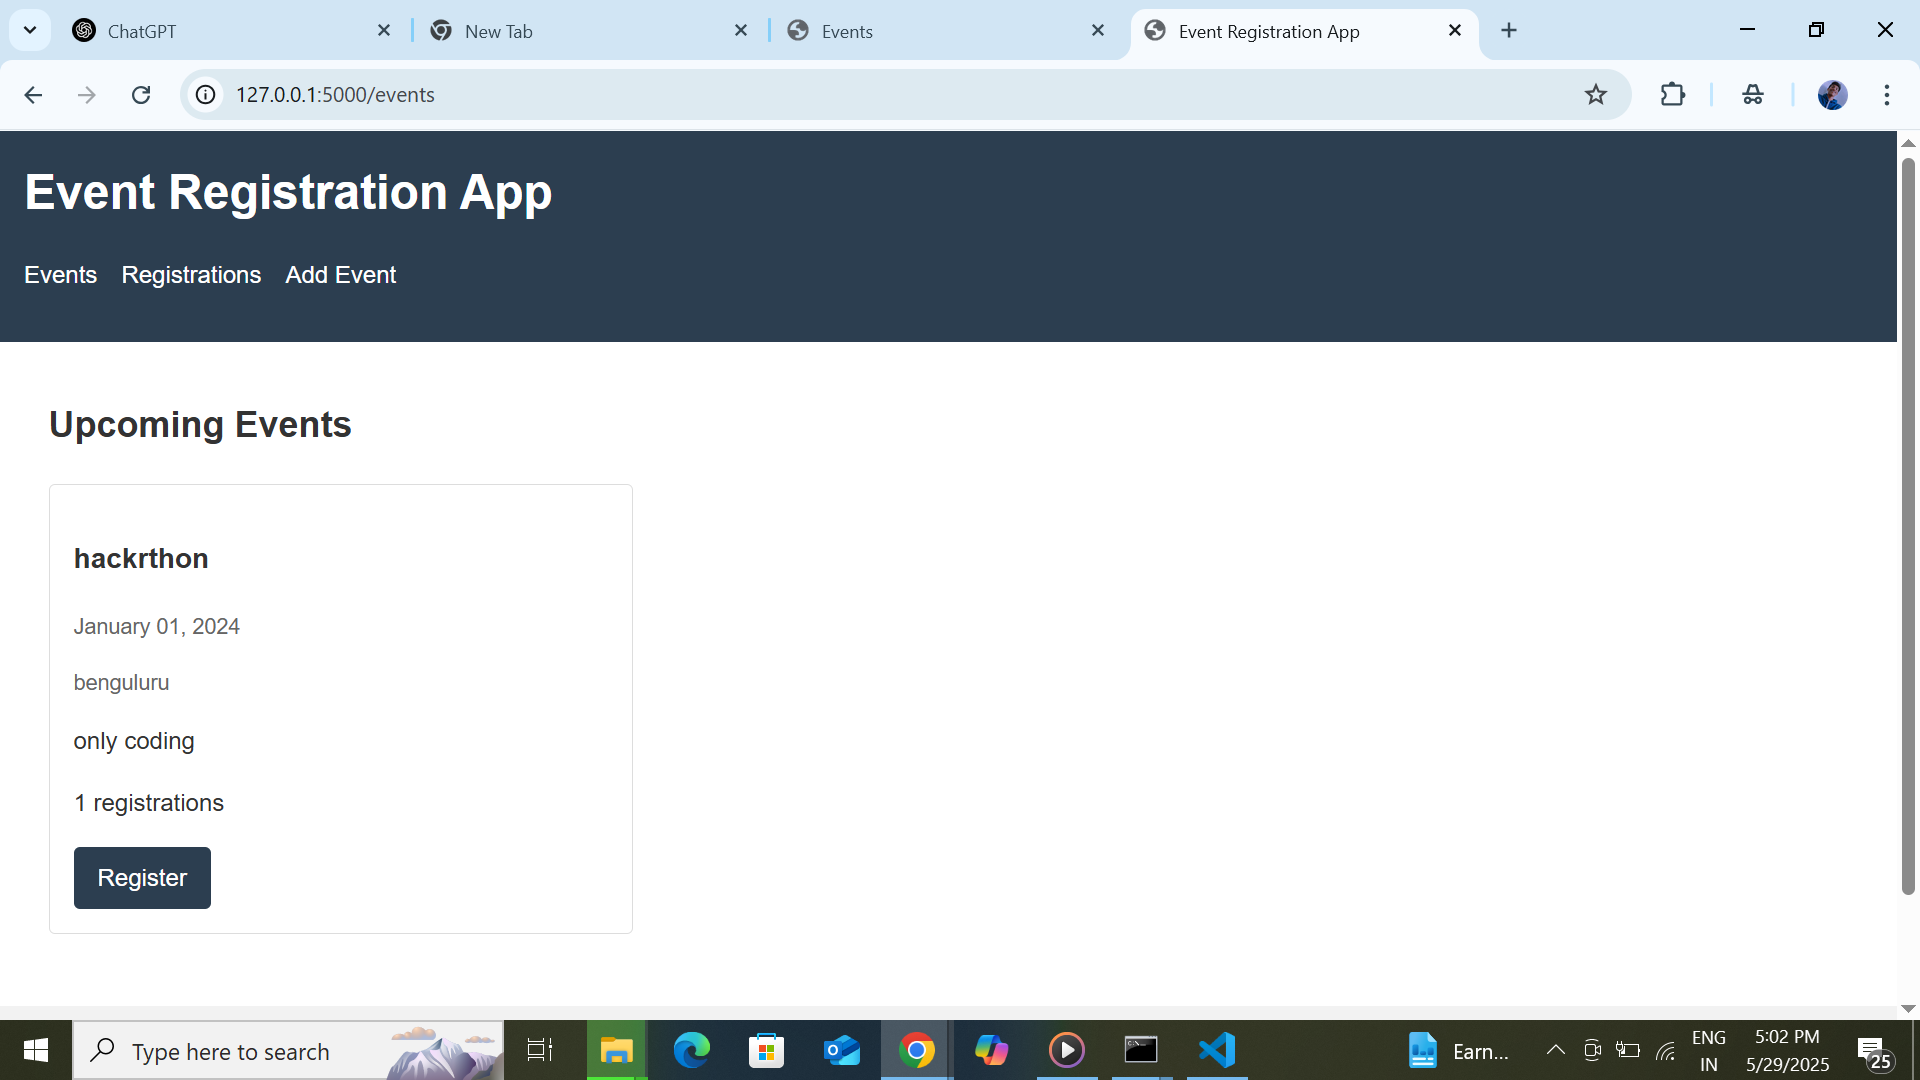 ChatGPT
New Tab
Events
Event Registration App
127.0.0.1:5000/events
Event Registration App
Events Registrations Add Event
Upcoming Events
hackrthon
January 01, 2024
benguluru
only coding
1 registrations
Register
Type here to search
Earn...
ENG
IN
5:02 PM
5/29/2025
25